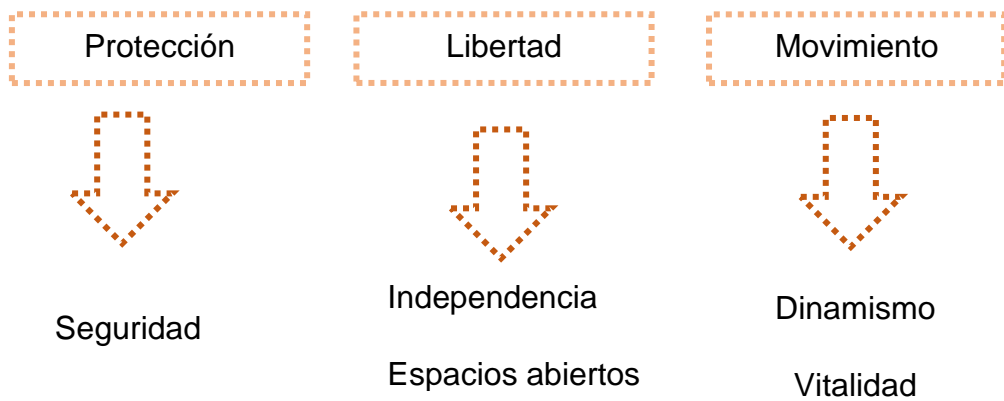 Protección
Libertad
Movimiento
Seguridad
Independencia
Espacios abiertos
Dinamismo
Vitalidad